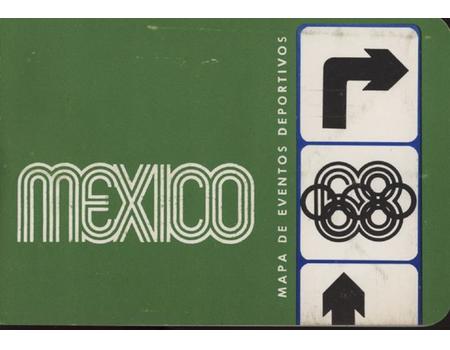 MEXICO
MAPA DE EVENTOS DEPORTIVOS
68